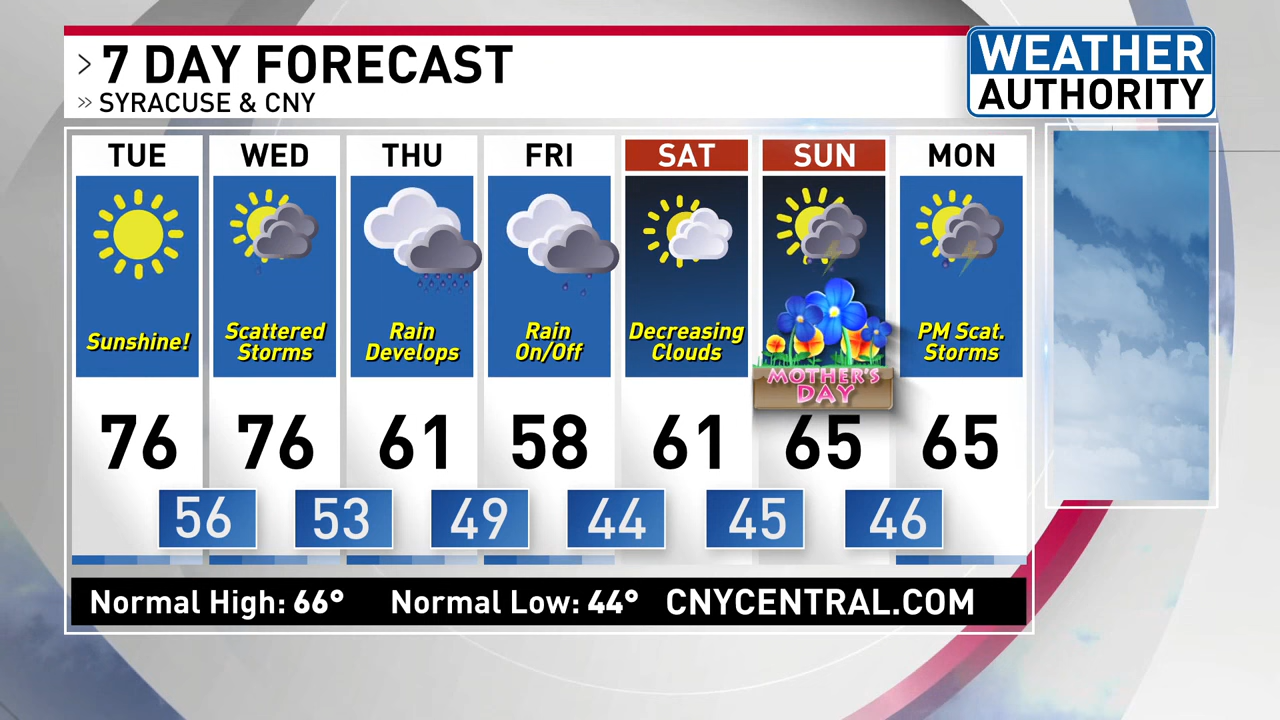 > 7 DAY FORECAST
» SYRACUSE & CNY
WEATHER
AUTHORITY
TUE WED THU FRI SAT SUN MON
Sunshine!
Scattered
Storms
Rain
Develops
Rain
On/Off
Decreasing
Clouds
MOTHER'S
DAY
PM Scat.
Storms
76 76 61 58 61 65 65
56 53 49 44 45 46
Normal High: 66° Normal Low: 44° CNYCENTRAL.COM